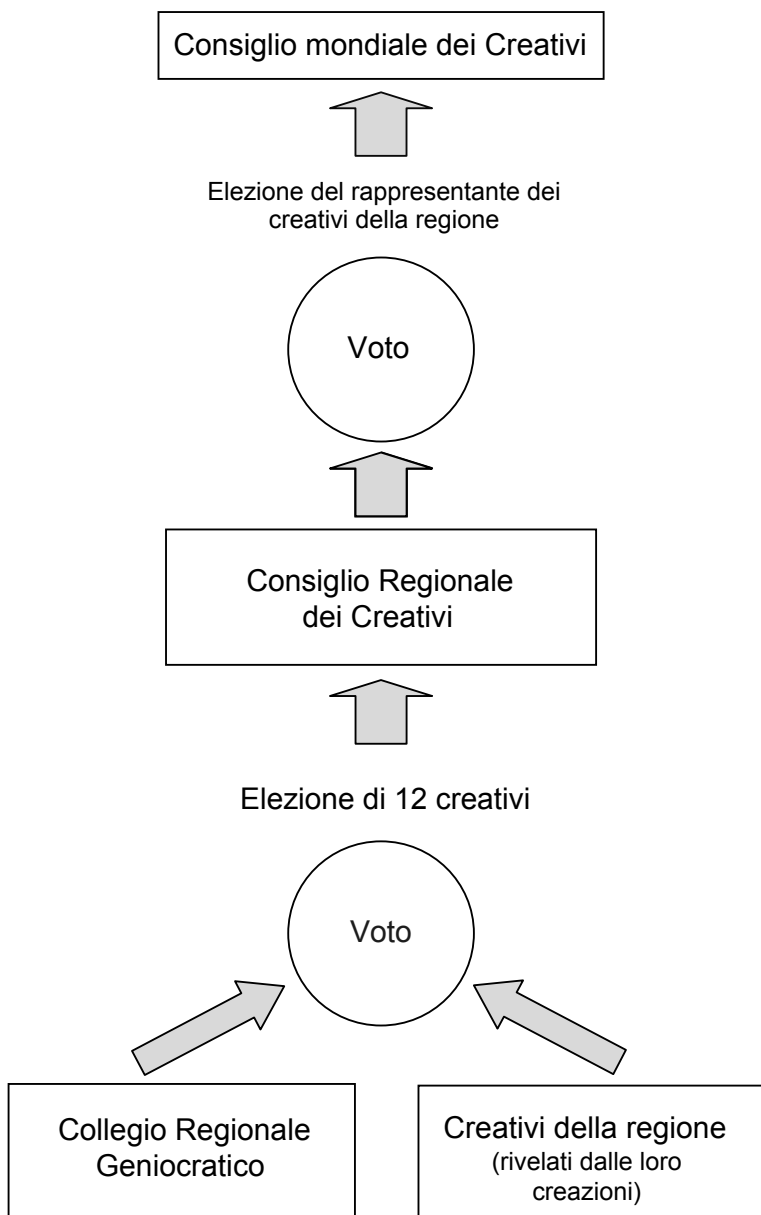 Consiglio mondiale dei Creativi
Elezione del rappresentante dei
creativi della regione
Voto
Consiglio Regionale
dei Creativi
Elezione di 12 creativi
Voto
Collegio Regionale
Geniocratico
Creativi della regione
(rivelati dalle loro
creazioni)